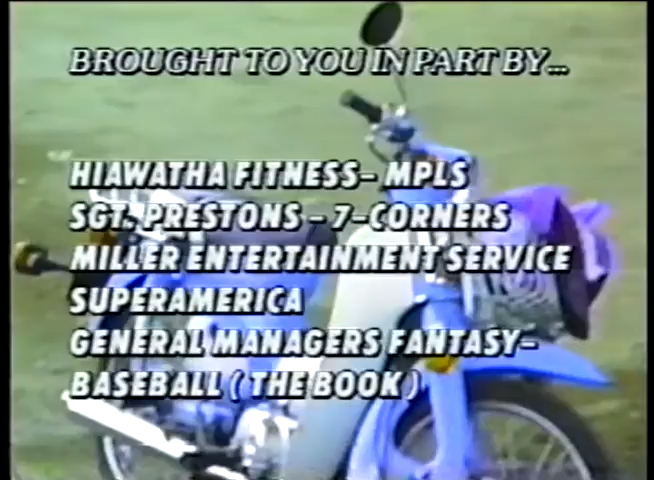 BROUGHT TO YOU IN PART BY...
HIAWATHA FITNESS- MPLS
SGT. PRESTONS - 7-CORNERS
MILLER ENTERTAINMENT SERVICE
SUPERAMERICA
GENERAL MANAGERS FANTASY-
BASEBALL ( THE BOOK )